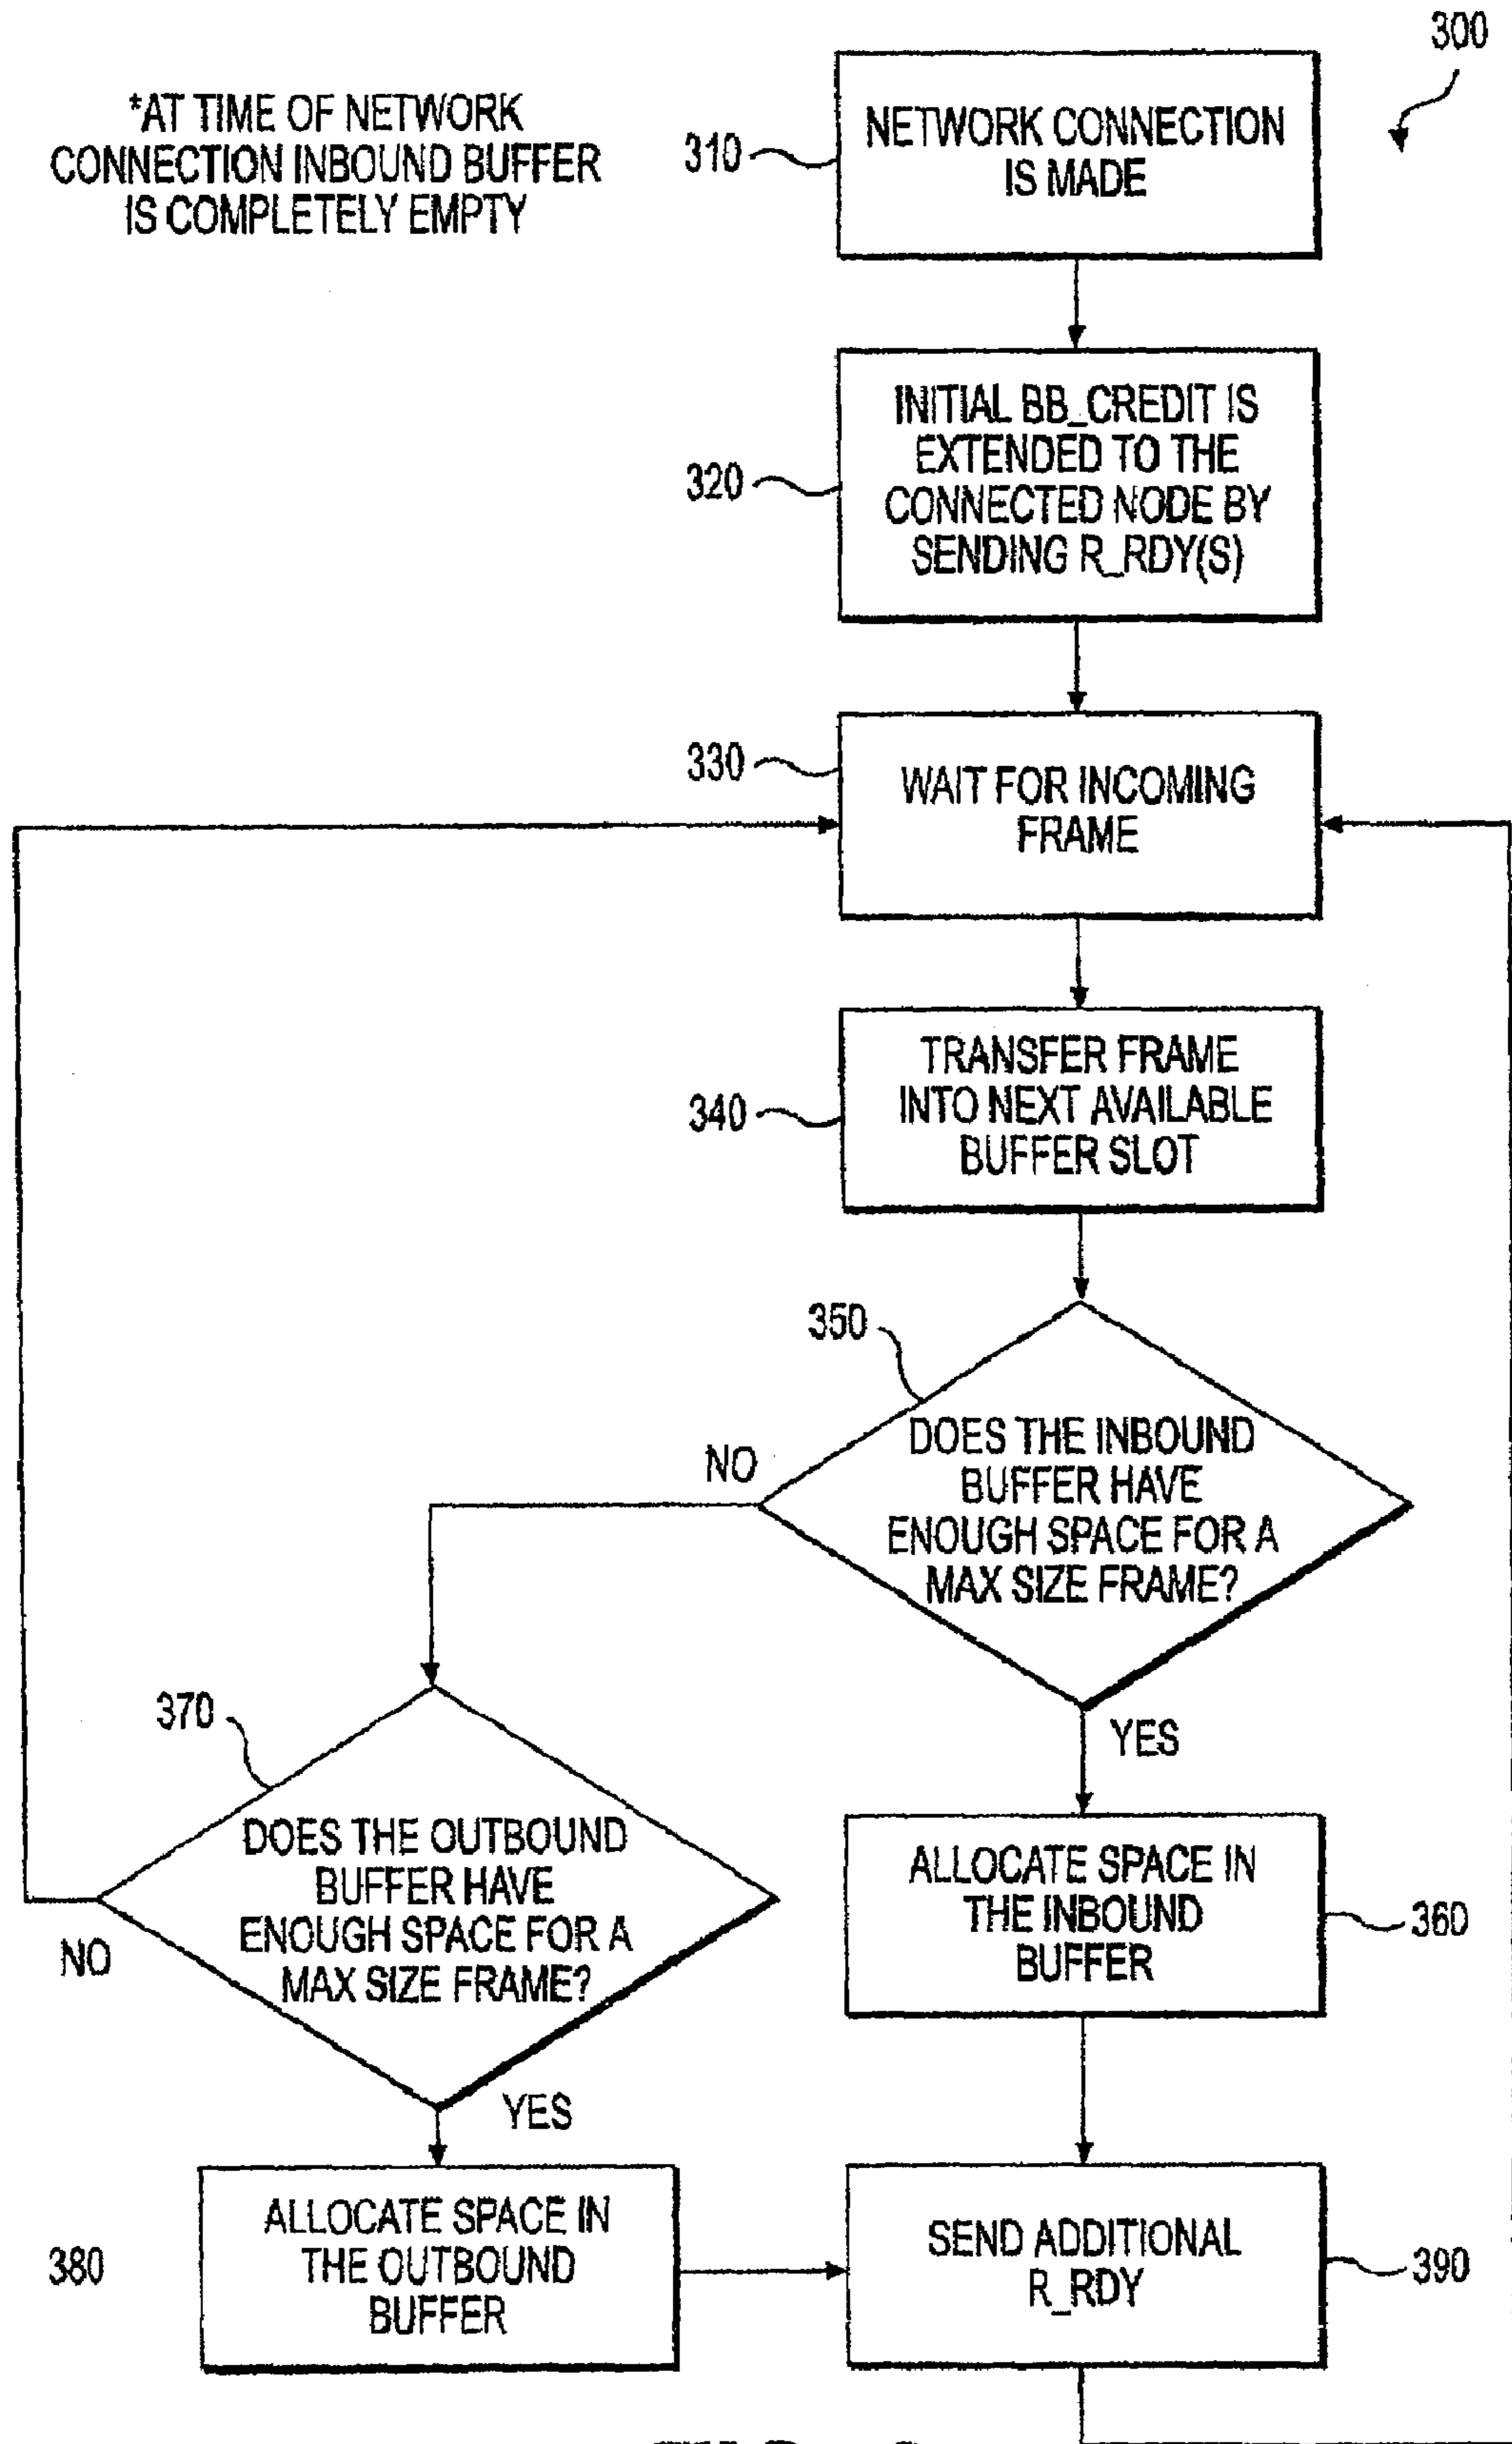 300
*AT TIME OF NETWORK
CONNECTION INBOUND BUFFER
IS COMPLETELY EMPTY
310
NETWORK CONNECTION
IS MADE
320
INITIAL BB_CREDIT IS
EXTENDED TO THE
CONNECTED NODE BY
SENDING R_RDY(S)
330
WAIT FOR INCOMING
FRAME
340
TRANSFER FRAME
INTO NEXT AVAILABLE
BUFFER SLOT
350
DOES THE INBOUND
BUFFER HAVE
ENOUGH SPACE FOR A
MAX SIZE FRAME?
NO
YES
370
DOES THE OUTBOUND
BUFFER HAVE
ENOUGH SPACE FOR A
MAX SIZE FRAME?
NO
YES
ALLOCATE SPACE IN
THE INBOUND
BUFFER
360
380
ALLOCATE SPACE IN
THE OUTBOUND
BUFFER
SEND ADDITIONAL
R_RDY
390